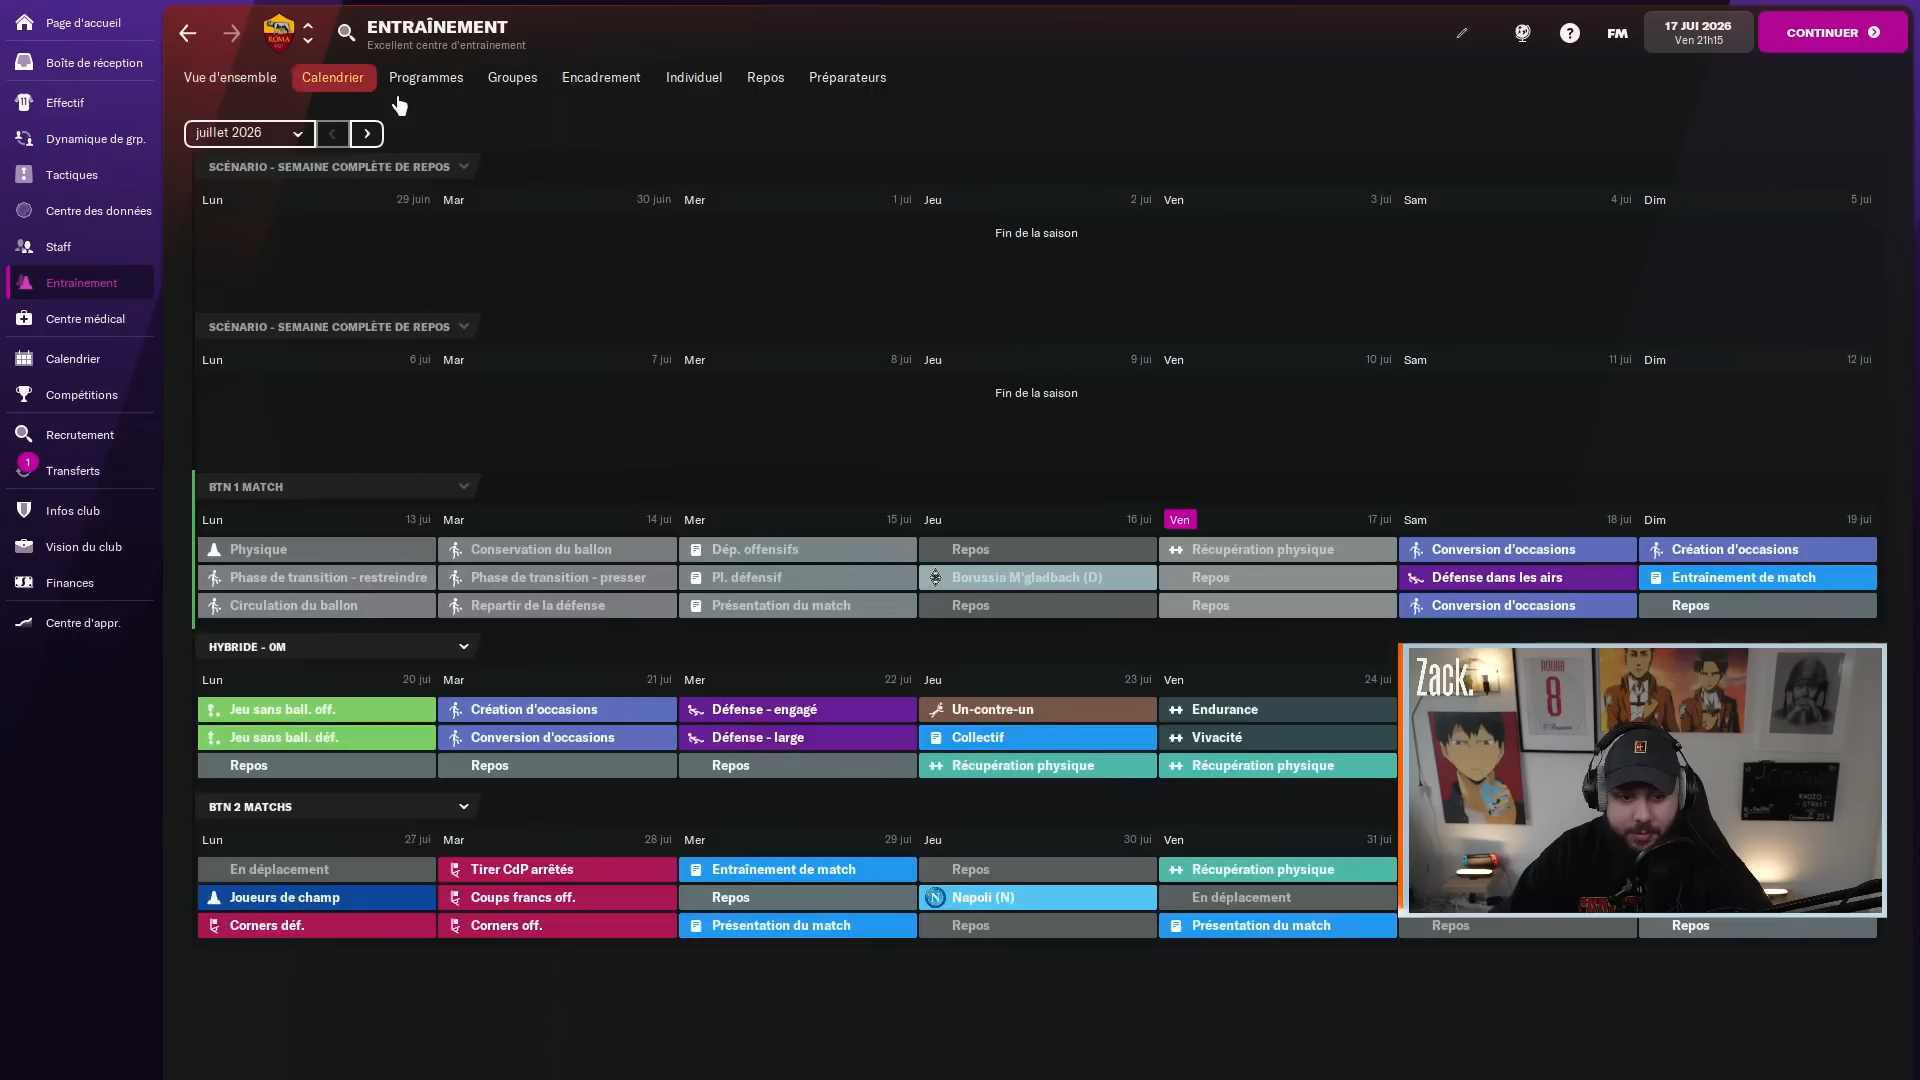 Page d'accueil
Boîte de réception
Effectif
Dynamique de grp.
Tactiques
Centre des données
Staff
Entraînement
Centre médical
Calendrier
Compétitions
Recrutement
1
Transferts
Infos club
Vision du club
Finances
Centre d'appr.
ROMA
ENTRAÎNEMENT
Excellent centre d'entrainement
? FM
17 JUI 2026
Ven 21h15
CONTINUER
Vue d'ensemble Calendrier Programmes Groupes Encadrement Individuel Repos Préparateurs
juillet 2026
SCÉNARIO - SEMAINE COMPLÈTE DE REPOS
Lun 29 juin Mar 30 juin Mer 1 jui Jeu 2 jui Ven 3 jui Sam 4 jui Dim 5 jui
Fin de la saison
SCÉNARIO - SEMAINE COMPLÈTE DE REPOS
Lun 6 jui Mar 7 jui Mer 8 jui Jeu 9 jui Ven 10 jui Sam 11 jui Dim 12 jui
Fin de la saison
BTN 1 MATCH
Lun 13 jui Mar 14 jui Mer 15 jui Jeu 16 jui Ven 17 jui Sam 18 jui Dim 19 jui
Physique Conservation du ballon Dép. offensifs Repos Récupération physique Conversion d'occasions Création d'occasions
Phase de transition - restreindre Phase de transition - presser Pl. défensif Borussia M'gladbach (D) Repos Défense dans les airs Entraînement de match
Circulation du ballon Repartir de la défense Présentation du match Repos Repos Conversion d'occasions Repos
HYBRIDE - 0M
Lun 20 jui Mar 21 jui Mer 22 jui Jeu 23 jui Ven 24 jui
Jeu sans ball. off. Création d'occasions Défense - engagé Un-contre-un Endurance
Jeu sans ball. déf. Conversion d'occasions Défense - large Collectif Vivacité
Repos Repos Repos Récupération physique Récupération physique
BTN 2 MATCHS
Lun 27 jui Mar 28 jui Mer 29 jui Jeu 30 jui Ven 31 jui
En déplacement Tirer CdP arrêtés Entraînement de match Repos Récupération physique
Joueurs de champ Coups francs off. Repos Napoli (N) En déplacement
Corners déf. Corners off. Présentation du match Repos Présentation du match Repos Repos
Zack.
8